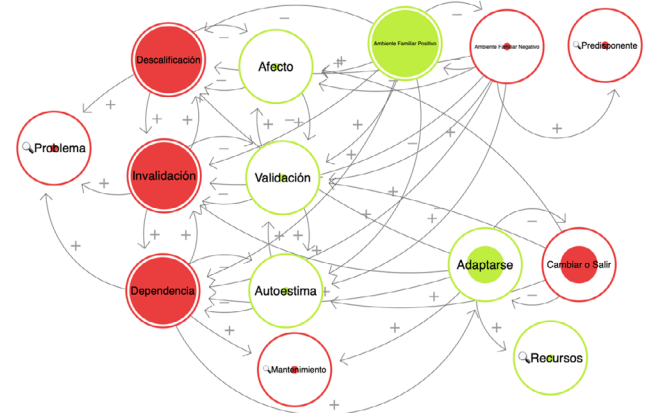 Descalificación
Afecto
Ambiente Familiar Positivo
Ambiente Familiar Negativo
Predisponente
Problema
Invalidación
Validación
Dependencia
Autoestima
Adaptarse
Cambiar o Salir
Mantenimiento
Recursos